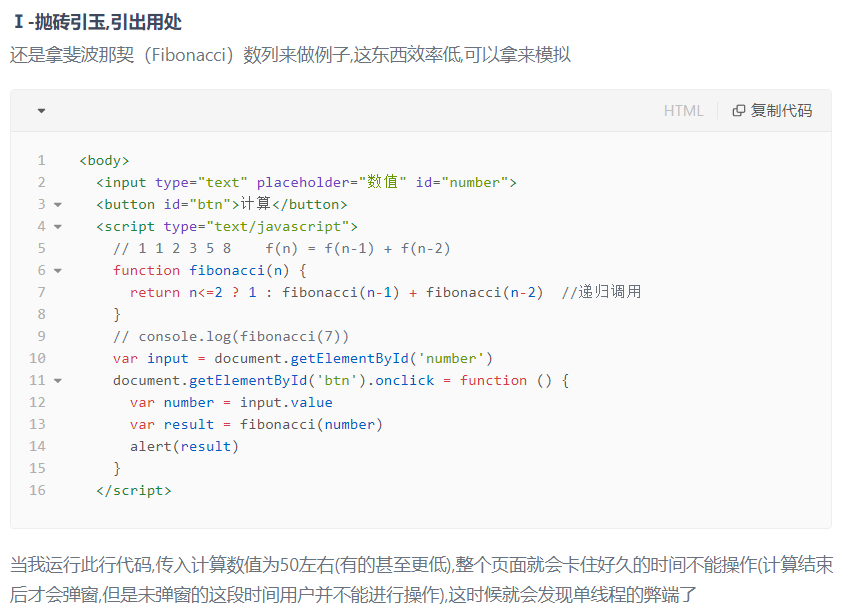 Ⅰ-抛砖引玉,引出用处
还是拿斐波那契（Fibonacci）数列来做例子,这东西效率低,可以拿来模拟
HTML 复制代码
1 <body>
2 <input type="text" placeholder="数值" id="number">
3 <button id="btn">计算</button>
4 <script type="text/javascript">
5 // 1 1 2 3 5 8    f(n) = f(n-1) + f(n-2)
6 function fibonacci(n) {
7 return n<=2 ? 1 : fibonacci(n-1) + fibonacci(n-2)  //递归调用
8 }
9 // console.log(fibonacci(7))
10 var input = document.getElementById('number')
11 document.getElementById('btn').onclick = function () {
12 var number = input.value
13 var result = fibonacci(number)
14 alert(result)
15 }
16 </script>
当我运行此行代码,传入计算数值为50左右(有的甚至更低),整个页面就会卡住好久的时间不能操作(计算结束
后才会弹窗,但是未弹窗的这段时间用户并不能进行操作),这时候就会发现单线程的弊端了